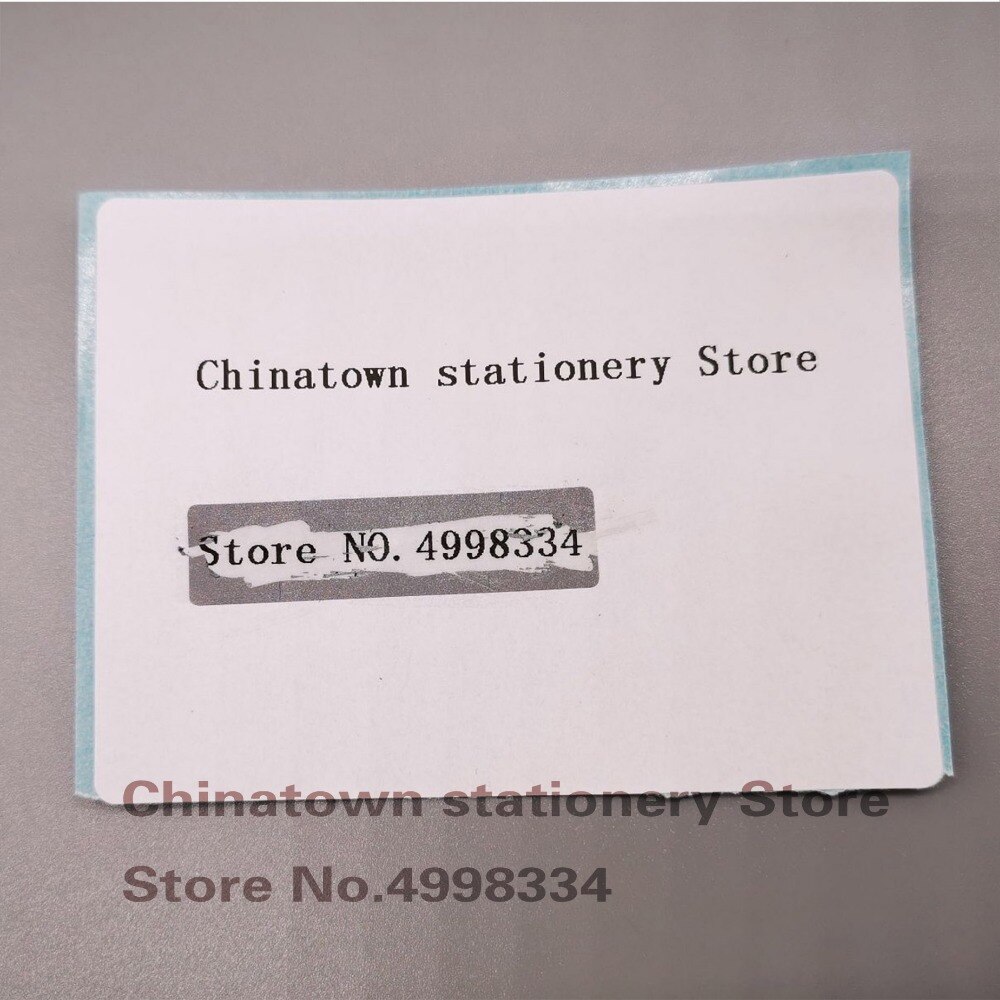 Chinatown stationery Store
Store NO. 4998334
Chinatown stationery Store
Store No.4998334